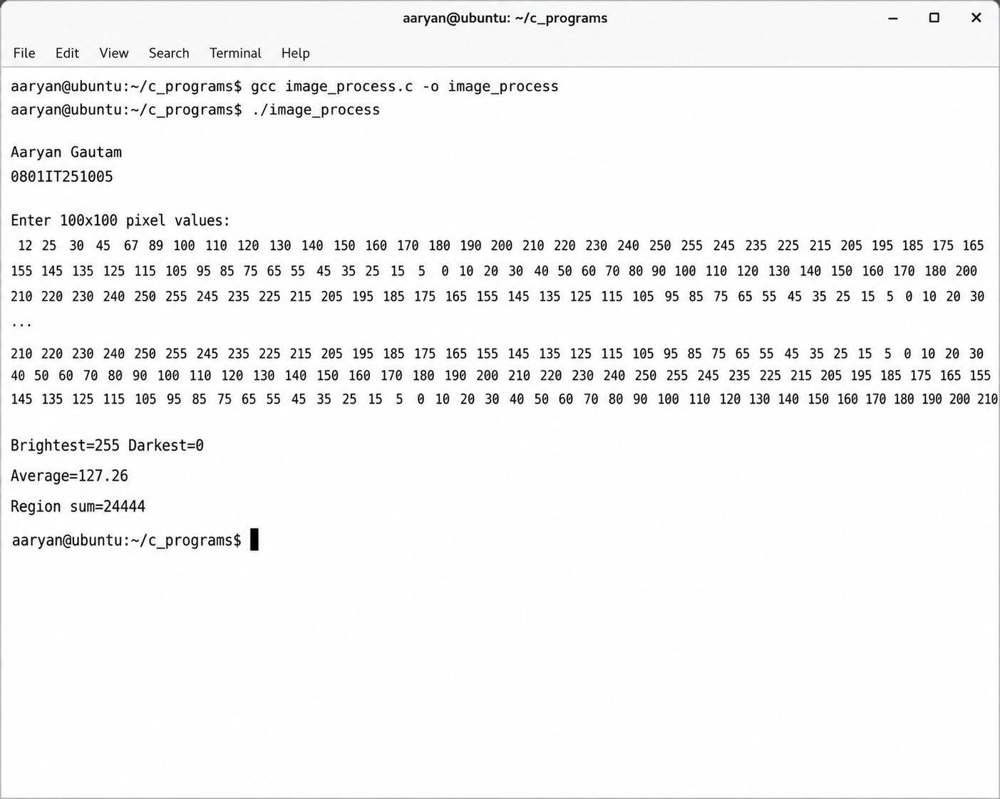 aaryan@ubuntu: ~/c_programs
File Edit View Search Terminal Help
aaryan@ubuntu:~/c_programs$ gcc image_process.c -o image_process
aaryan@ubuntu:~/c_programs$ ./image_process
Aaryan Gautam
0801IT251005
Enter 100x100 pixel values:
12 25 30 45 67 89 100 110 120 130 140 150 160 170 180 190 200 210 220 230 240 250 255 245 235 225 215 205 195 185 175 165
155 145 135 125 115 105 95 85 75 65 55 45 35 25 15 5 0 10 20 30 40 50 60 70 80 90 100 110 120 130 140 150 160 170 180 200
210 220 230 240 250 255 245 235 225 215 205 195 185 175 165 155 145 135 125 115 105 95 85 75 65 55 45 35 25 15 5 0 10 20 30
...
210 220 230 240 250 255 245 235 225 215 205 195 185 175 165 155 145 135 125 115 105 95 85 75 65 55 45 35 25 15 5 0 10 20 30
40 50 60 70 80 90 100 110 120 130 140 150 160 170 180 190 200 210 220 230 240 250 255 245 235 225 215 205 195 185 175 165 155
145 135 125 115 105 95 85 75 65 55 45 35 25 15 5 0 10 20 30 40 50 60 70 80 90 100 110 120 130 140 150 160 170 180 190 200 210
Brightest=255 Darkest=0
Average=127.26
Region sum=24444
aaryan@ubuntu:~/c_programs$